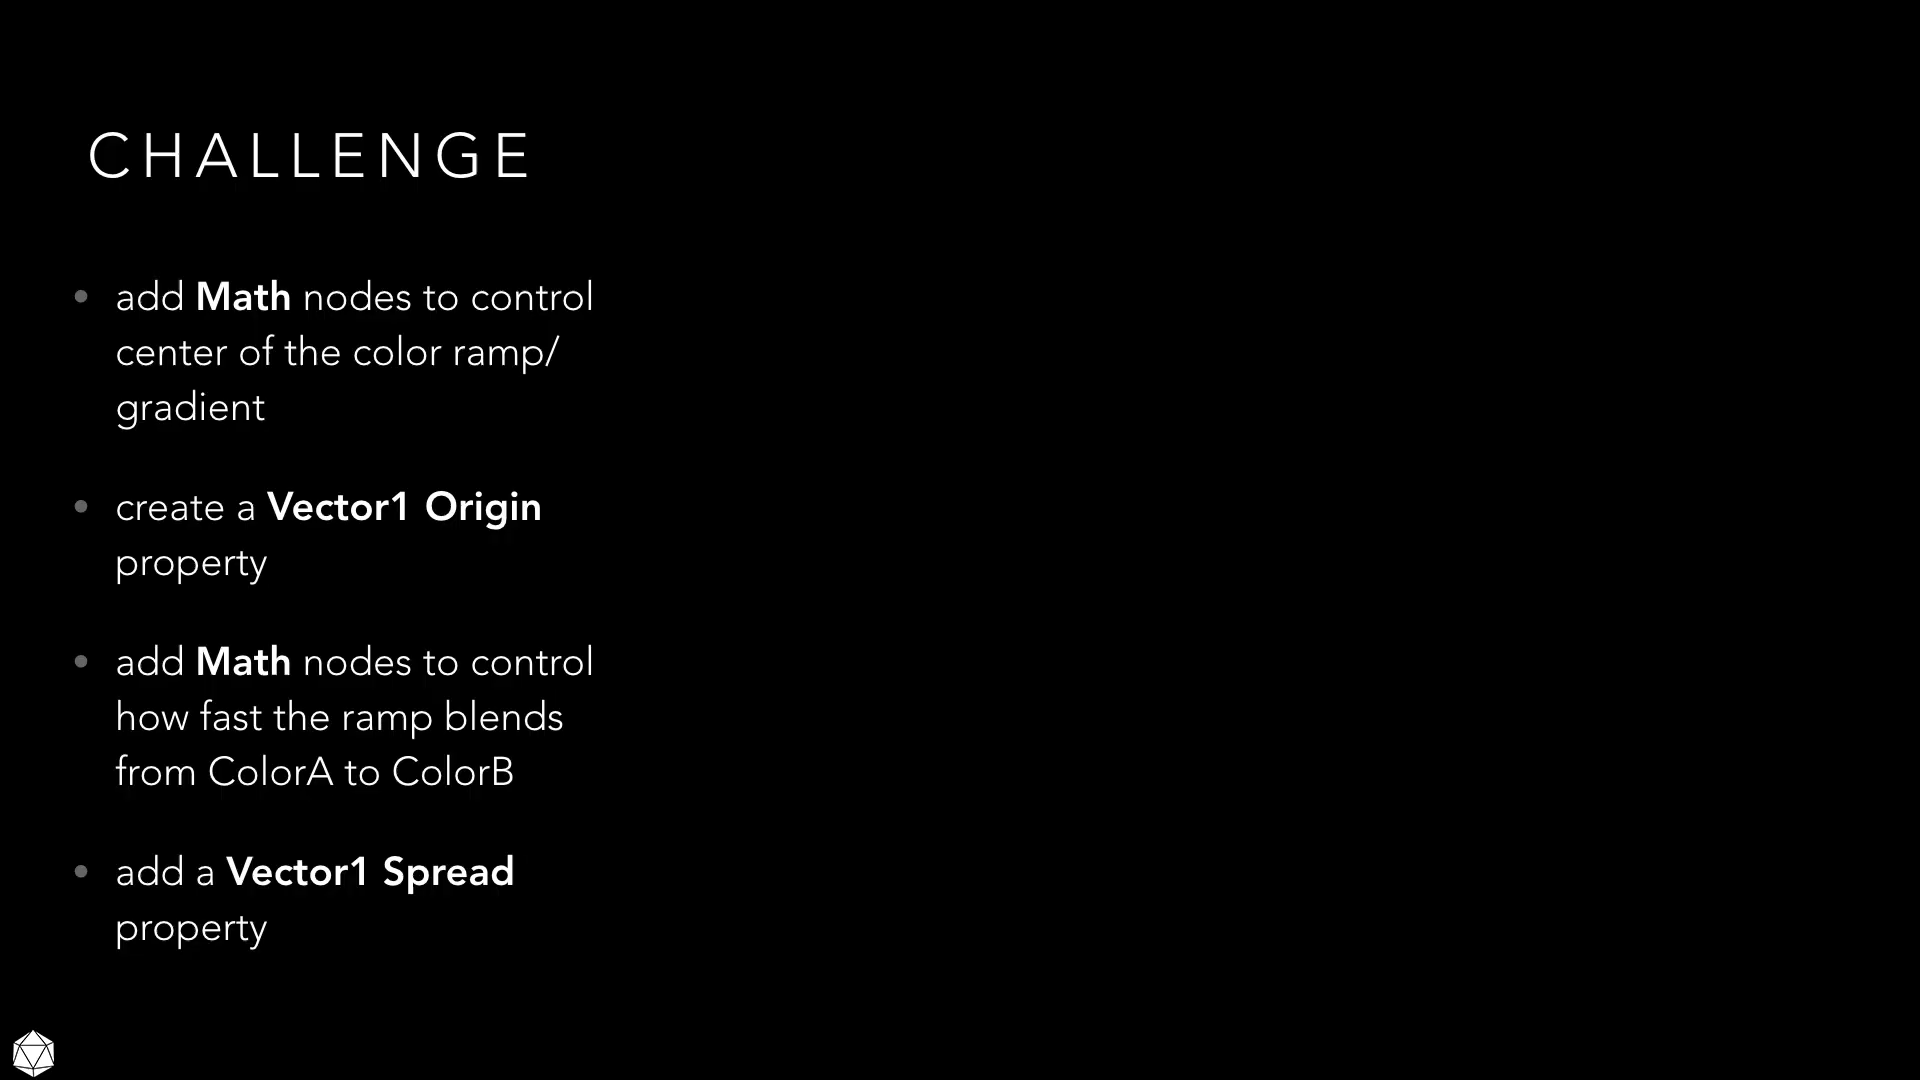 CHALLENGE
• add Math nodes to control
center of the color ramp/
gradient
• create a Vector1 Origin
property
• add Math nodes to control
how fast the ramp blends
from ColorA to ColorB
• add a Vector1 Spread
property